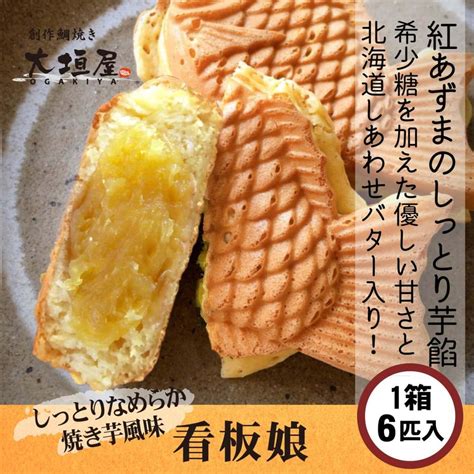 創作鯛焼き
大垣屋
OGAKIYA
紅あずまのしっとり芋餡
希少糖を加えた優しい甘さと
北海道しあわせバター入り！
1箱
6匹入
しっとりなめらか
焼き芋風味
看板娘